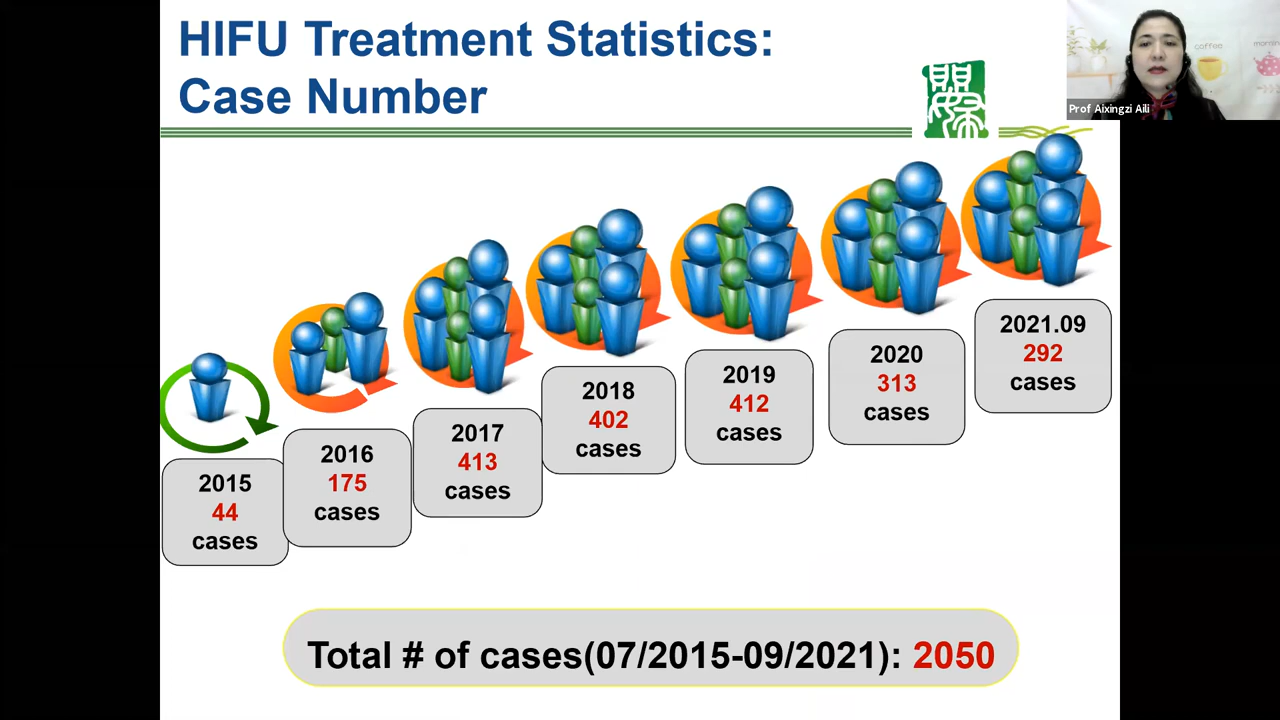 HIFU Treatment Statistics:
Case Number
Prof Aixingzi Aili
coffee
2015
44
cases
2016
175
cases
2017
413
cases
2018
402
cases
2019
412
cases
2020
313
cases
2021.09
292
cases
Total # of cases(07/2015-09/2021): 2050